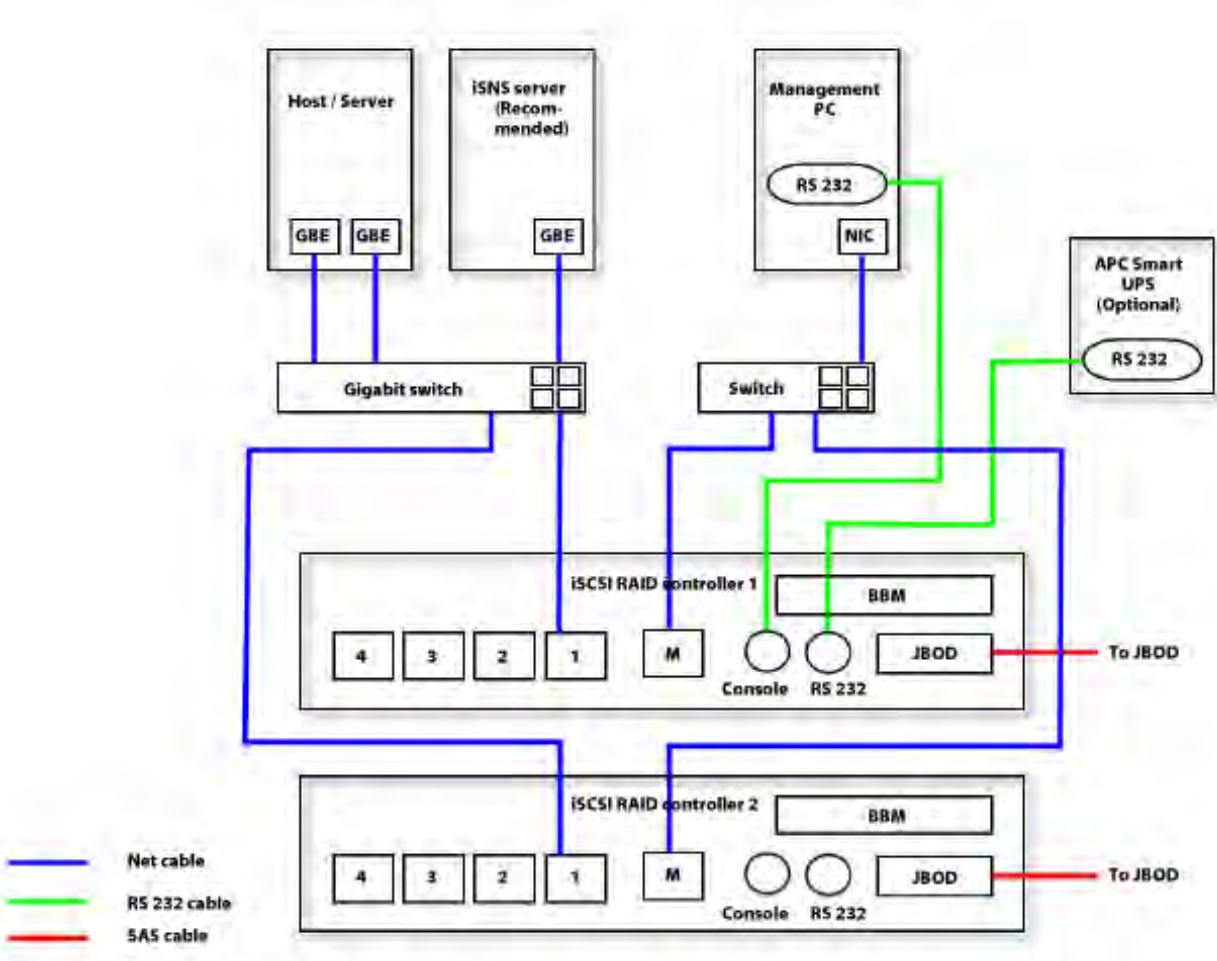 Host / Server
iSNS server
(Recom-
mended)
Management
PC
RS 232
GBE
GBE
GBE
NIC
APC Smart
UPS
(Optional)
RS 232
Gigabit switch
Switch
iSCSI RAID controller 1
BBM
4
3
2
1
M
JBOD
To JBOD
Console
RS 232
iSCSI RAID controller 2
BBM
4
3
2
1
M
JBOD
To JBOD
Console
RS 232
Net cable
RS 232 cable
SAS cable